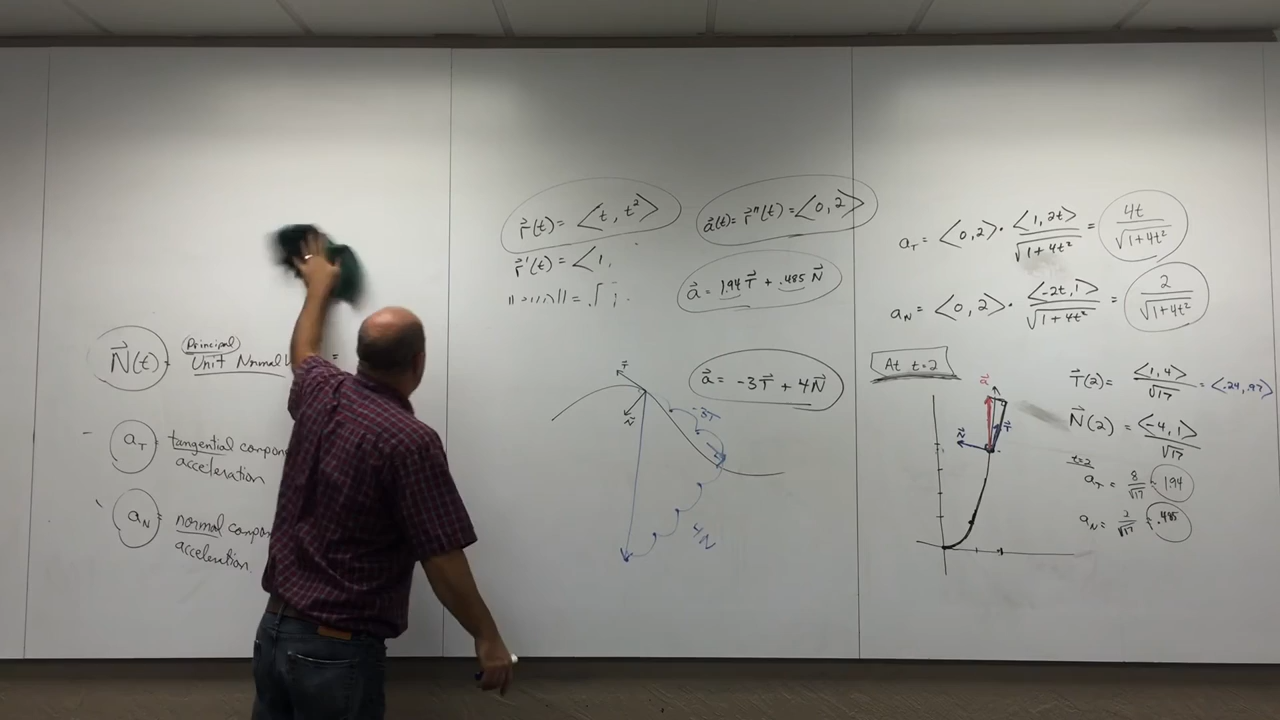 N⃗(t) =
Principal
Unit Normal
=
a_T =
tangential
acceleration
a_N =
normal
acceleration.
r⃗(t) = <t, t²>
r⃗'(t) = <1,
a⃗(t) = r⃗''(t) = <0, 2>
a⃗ = 1.94 T⃗ + .485 N⃗
a⃗ = -3T⃗ + 4N⃗
T⃗
N⃗
-3T
4N
a_T = <0, 2> · <1, 2t>/√(1+4t²) = 4t/√(1+4t²)
a_N = <0, 2> · <-2t, 1>/√(1+4t²) = 2/√(1+4t²)
At t=2
a⃗
N⃗
T⃗
T⃗(2) = <1, 4>/√17 = <.24, .97>
N⃗(2) = <-4, 1>/√17
t=2
a_T = 8/√17 ≈ 1.94
a_N = 2/√17 ≈ .485